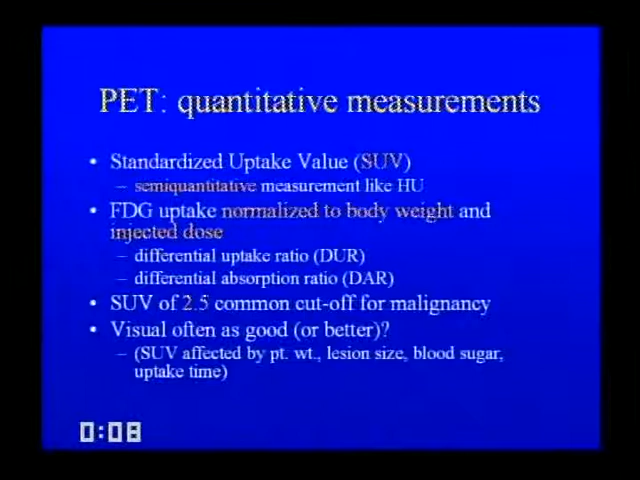 PET: quantitative measurements
• Standardized Uptake Value (SUV)
– semiquantitative measurement like HU
• FDG uptake normalized to body weight and
injected dose
– differential uptake ratio (DUR)
– differential absorption ratio (DAR)
• SUV of 2.5 common cut-off for malignancy
• Visual often as good (or better)?
– (SUV affected by pt. wt., lesion size, blood sugar,
uptake time)
0:08